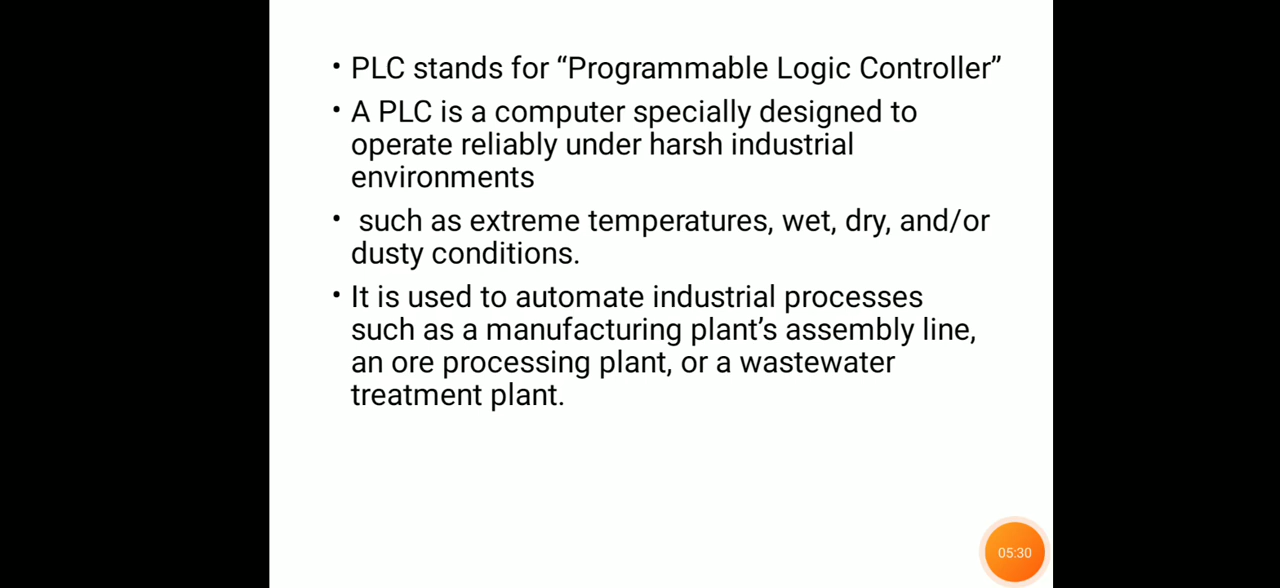 • PLC stands for “Programmable Logic Controller”
• A PLC is a computer specially designed to
operate reliably under harsh industrial
environments
• such as extreme temperatures, wet, dry, and/or
dusty conditions.
• It is used to automate industrial processes
such as a manufacturing plant’s assembly line,
an ore processing plant, or a wastewater
treatment plant.
05:30